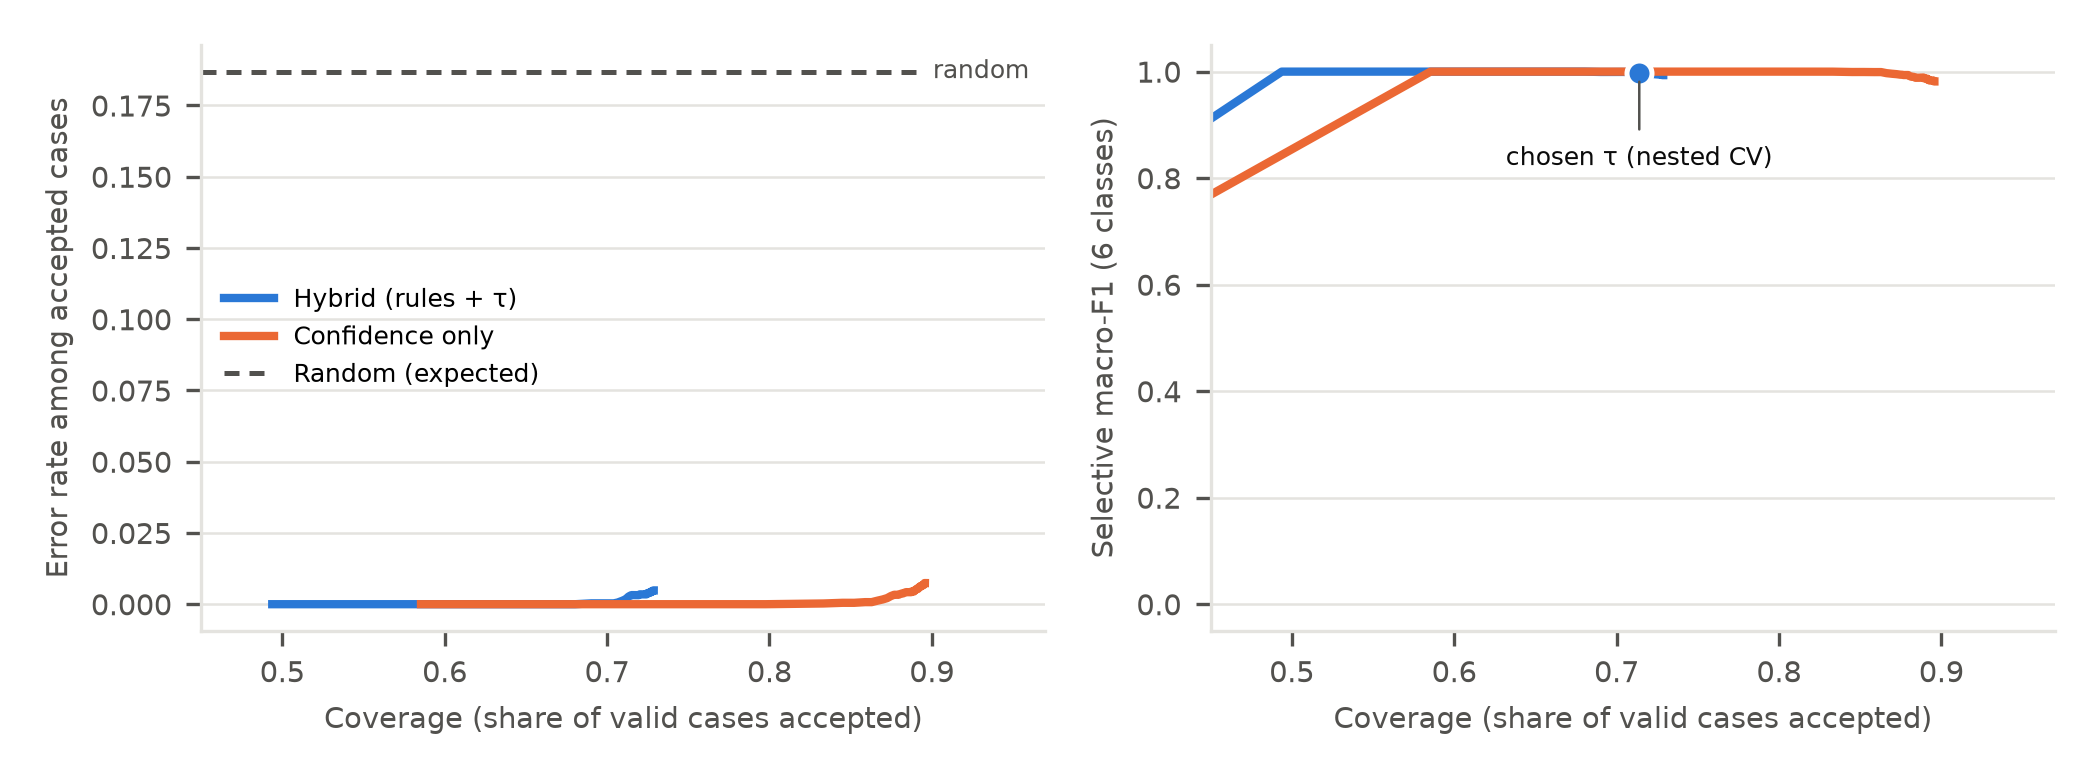 random
0.175
0.150
0.125
0.100
0.075
0.050
0.025
0.000
Error rate among accepted cases
Hybrid (rules + τ)
Confidence only
Random (expected)
0.5
0.6
0.7
0.8
0.9
Coverage (share of valid cases accepted)
1.0
0.8
0.6
0.4
0.2
0.0
Selective macro-F1 (6 classes)
chosen τ (nested CV)
0.5
0.6
0.7
0.8
0.9
Coverage (share of valid cases accepted)